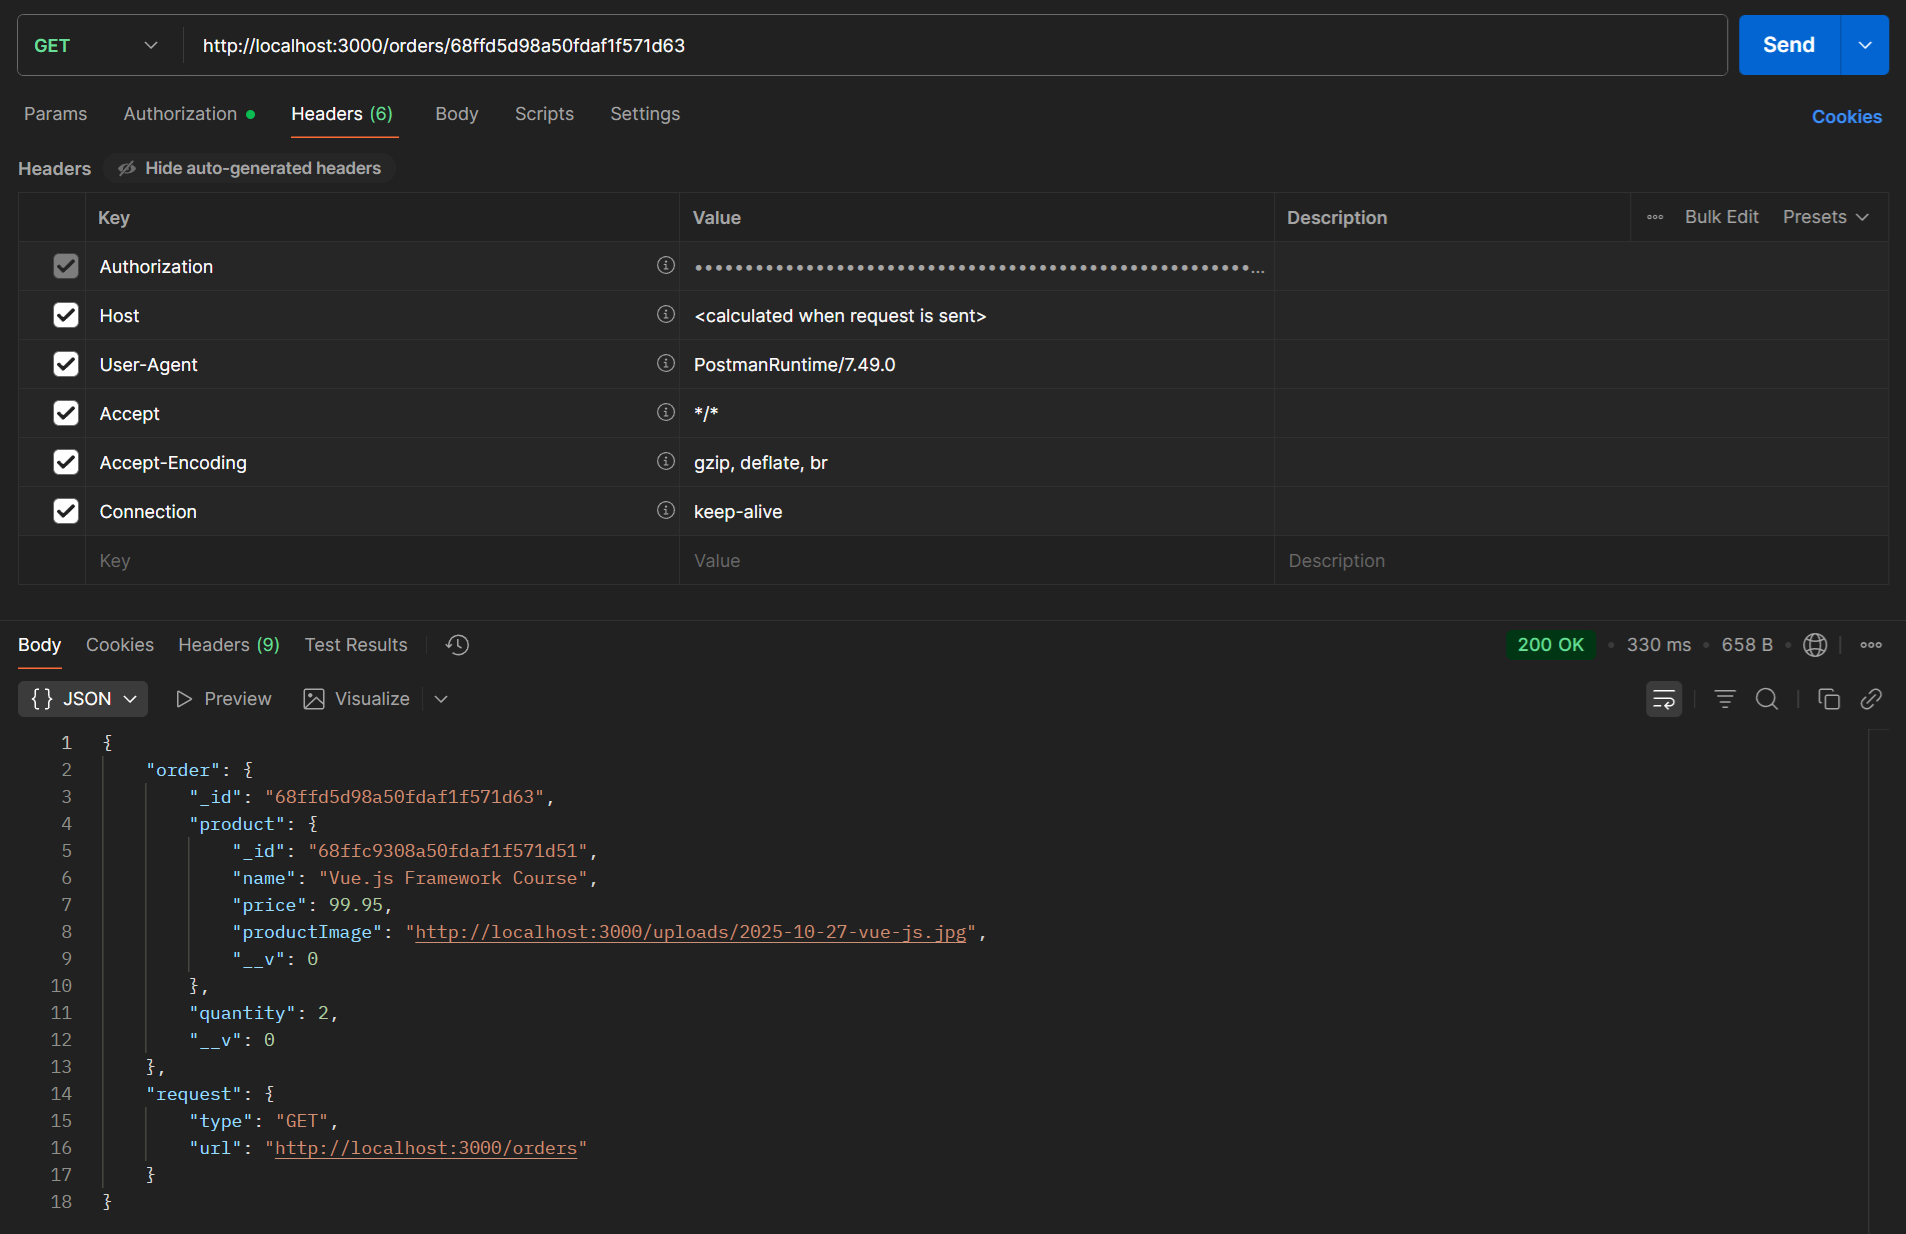 GET http://localhost:3000/orders/68ffd5d98a50fdaf1f571d63 Send
Params Authorization Headers (6) Body Scripts Settings Cookies
Headers Hide auto-generated headers
Key Value Description Bulk Edit Presets
Authorization ••••••••••••••••••••••••••••••••••••••••••••••••••••••••...
Host <calculated when request is sent>
User-Agent PostmanRuntime/7.49.0
Accept */*
Accept-Encoding gzip, deflate, br
Connection keep-alive
Key Value Description
Body Cookies Headers (9) Test Results 200 OK • 330 ms • 658 B
{} JSON Preview Visualize
1 {
2 "order": {
3 "_id": "68ffd5d98a50fdaf1f571d63",
4 "product": {
5 "_id": "68ffc9308a50fdaf1f571d51",
6 "name": "Vue.js Framework Course",
7 "price": 99.95,
8 "productImage": "http://localhost:3000/uploads/2025-10-27-vue-js.jpg",
9 "__v": 0
10 },
11 "quantity": 2,
12 "__v": 0
13 },
14 "request": {
15 "type": "GET",
16 "url": "http://localhost:3000/orders"
17 }
18 }